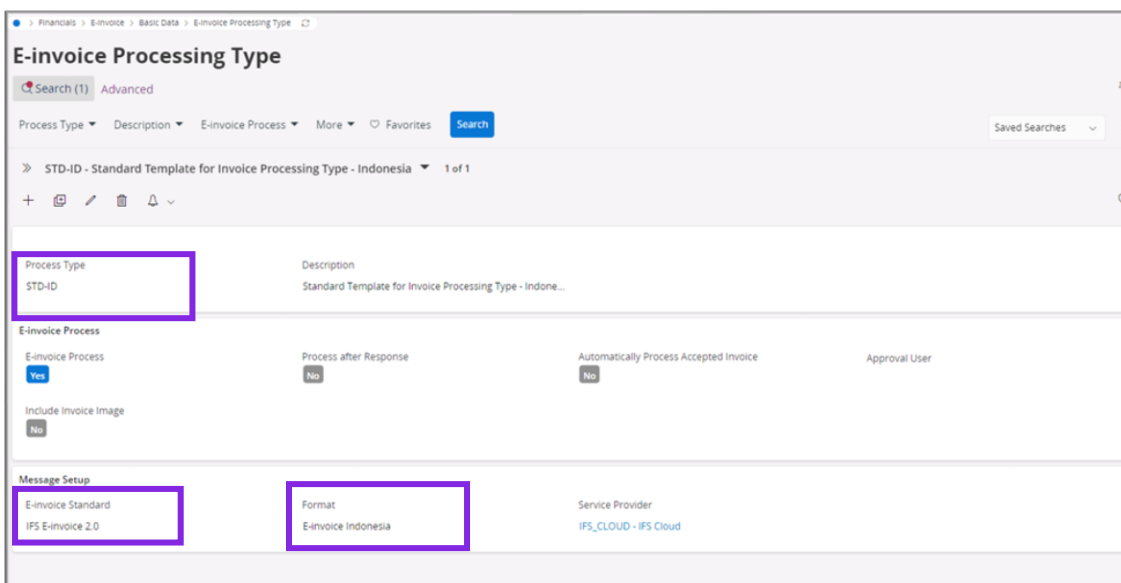 > Financials > E-invoice > Basic Data > E-invoice Processing Type
E-invoice Processing Type
Search (1) Advanced
Process Type Description E-invoice Process More Favorites Search Saved Searches
STD-ID - Standard Template for Invoice Processing Type - Indonesia 1 of 1
Process Type Description
STD-ID Standard Template for Invoice Processing Type - Indone...
E-invoice Process
E-invoice Process Process after Response Automatically Process Accepted Invoice Approval User
Yes No No
Include Invoice Image
No
Message Setup
E-invoice Standard Format Service Provider
IFS E-invoice 2.0 E-invoice Indonesia IFS_CLOUD - IFS Cloud